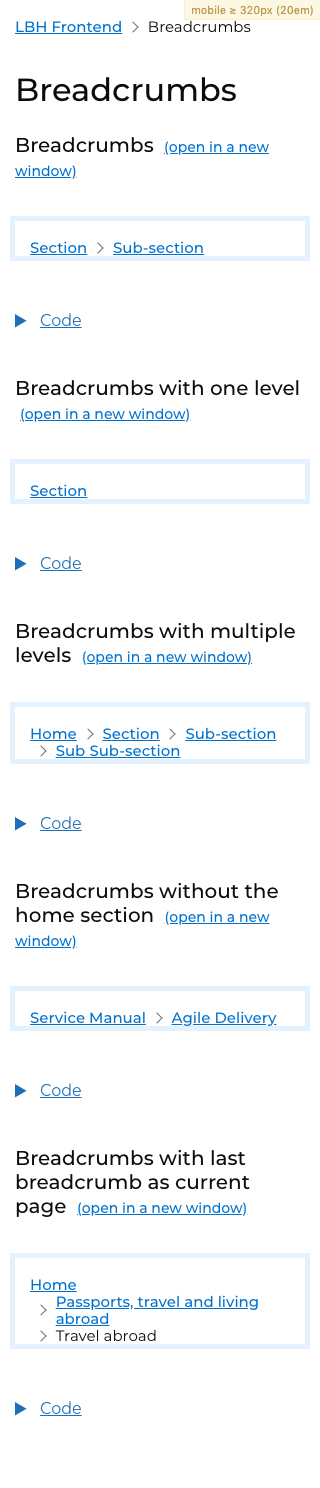 mobile ≥ 320px (20em)
LBH Frontend > Breadcrumbs
Breadcrumbs
Breadcrumbs (open in a new
window)
Section > Sub-section
Code
Breadcrumbs with one level
(open in a new window)
Section
Code
Breadcrumbs with multiple
levels (open in a new window)
Home > Section > Sub-section
> Sub Sub-section
Code
Breadcrumbs without the
home section (open in a new
window)
Service Manual > Agile Delivery
Code
Breadcrumbs with last
breadcrumb as current
page (open in a new window)
Home
> Passports, travel and living
abroad
> Travel abroad
Code